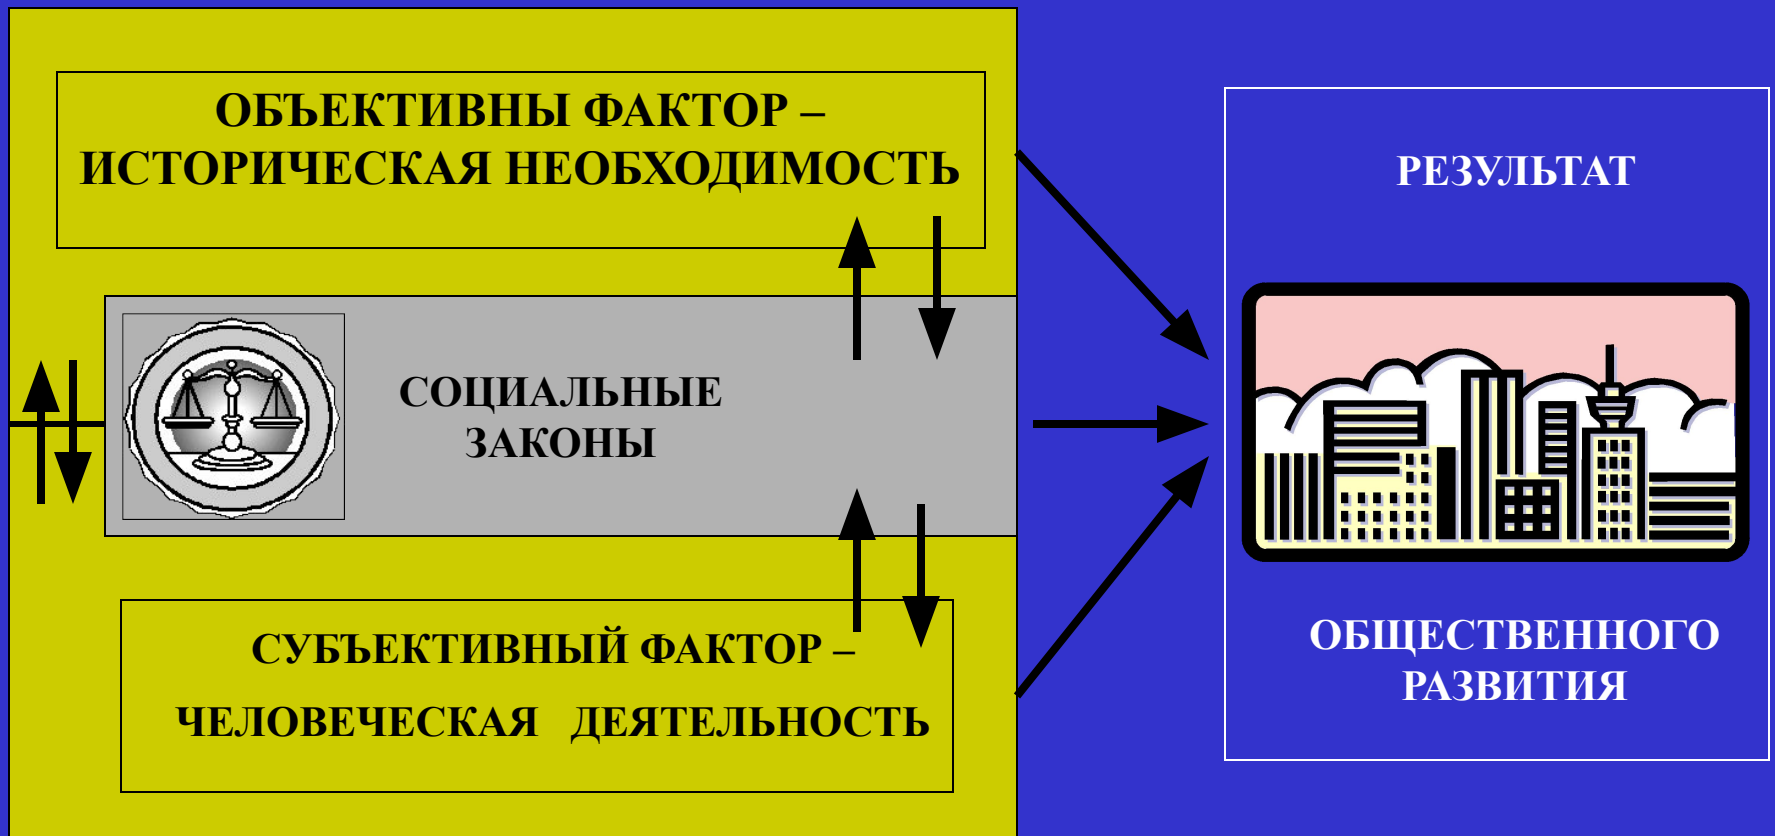 ОБЪЕКТИВНЫ ФАКТОР –
ИСТОРИЧЕСКАЯ НЕОБХОДИМОСТЬ
СОЦИАЛЬНЫЕ
ЗАКОНЫ
СУБЪЕКТИВНЫЙ ФАКТОР –
ЧЕЛОВЕЧЕСКАЯ ДЕЯТЕЛЬНОСТЬ
РЕЗУЛЬТАТ
ОБЩЕСТВЕННОГО
РАЗВИТИЯ